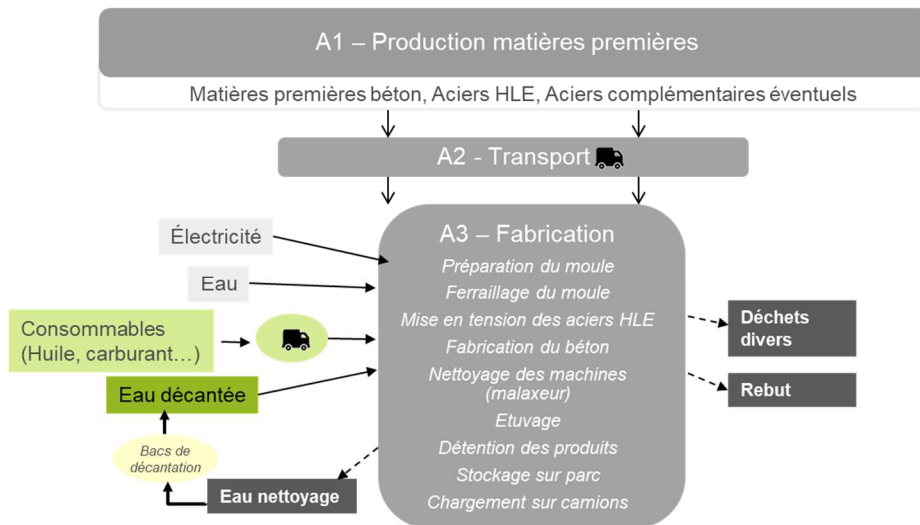 A1 – Production matières premières
Matières premières béton, Aciers HLE, Aciers complémentaires éventuels
A2 - Transport
A3 – Fabrication
Préparation du moule
Ferraillage du moule
Mise en tension des aciers HLE
Fabrication du béton
Nettoyage des machines
(malaxeur)
Etuvage
Détention des produits
Stockage sur parc
Chargement sur camions
Électricité
Eau
Consommables
(Huile, carburant…)
Eau décantée
Bacs de
décantation
Eau nettoyage
Déchets
divers
Rebut